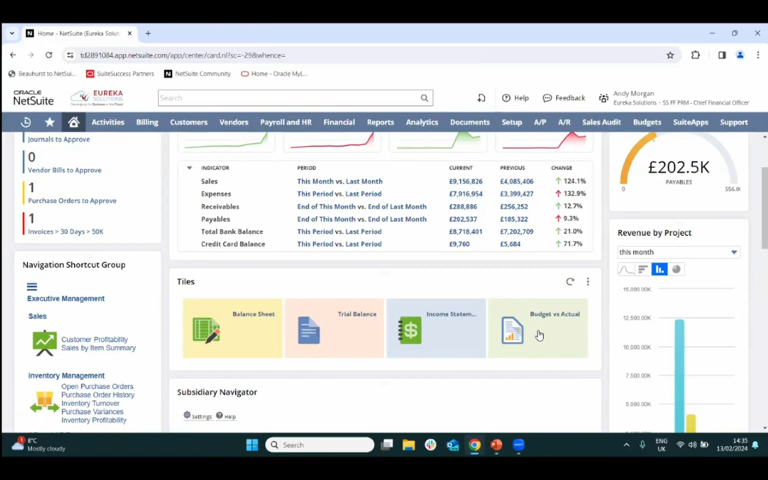 Home - NetSuite (Eureka Solut
td2891084.app.netsuite.com/app/center/card.nl?sc=-29&whence=
Beauhurst to NetSui...
SuiteSuccess Partners
NetSuite Community
Home - Oracle MyL...
ORACLE
NETSUITE
EUREKA
SOLUTIONS
Search
Help
Feedback
Andy Morgan
Eureka Solutions - SS FF PRM - Chief Financial Officer
Activities Billing Customers Vendors Payroll and HR Financial Reports Analytics Documents Setup A/P A/R Sales Audit Budgets SuiteApps Support
Journals to Approve
0
Vendor Bills to Approve
1
Purchase Orders to Approve
1
Invoices > 30 Days > 50K
INDICATOR PERIOD CURRENT PREVIOUS CHANGE
Sales This Month vs. Last Month £9,156,826 £4,085,406 124.1%
Expenses This Period vs. Last Period £7,916,954 £3,399,427 132.9%
Receivables End of This Month vs. End of Last Month £288,886 £256,252 12.7%
Payables End of This Month vs. End of Last Month £202,537 £185,322 9.3%
Total Bank Balance This Period vs. Last Period £8,718,401 £7,202,709 21.0%
Credit Card Balance This Period vs. Last Period £9,760 £5,684 71.7%
£202.5K
PAYABLES
0
556.0
Revenue by Project
this month
15,000.00K
12,500.00K
10,000.00K
7,500.00K
5,000.00K
Navigation Shortcut Group
Executive Management
Sales
Customer Profitability
Sales by Item Summary
Inventory Management
Open Purchase Orders
Purchase Order History
Inventory Turnover
Purchase Variances
Inventory Profitability
Tiles
Balance Sheet
Trial Balance
Income Statem...
Budget vs Actual
Subsidiary Navigator
Settings Help
8°C
Mostly cloudy
Search
ENG
UK
14:35
13/02/2024